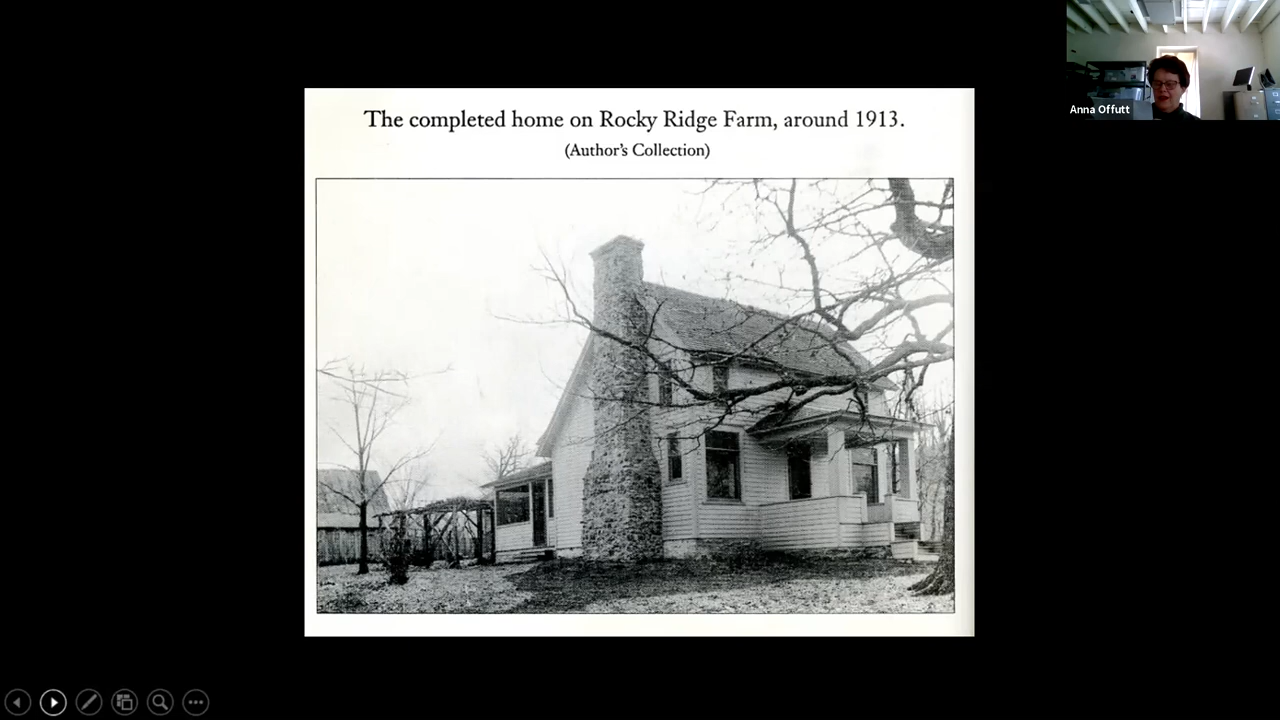 The completed home on Rocky Ridge Farm, around 1913.
(Author's Collection)
Anna Offutt